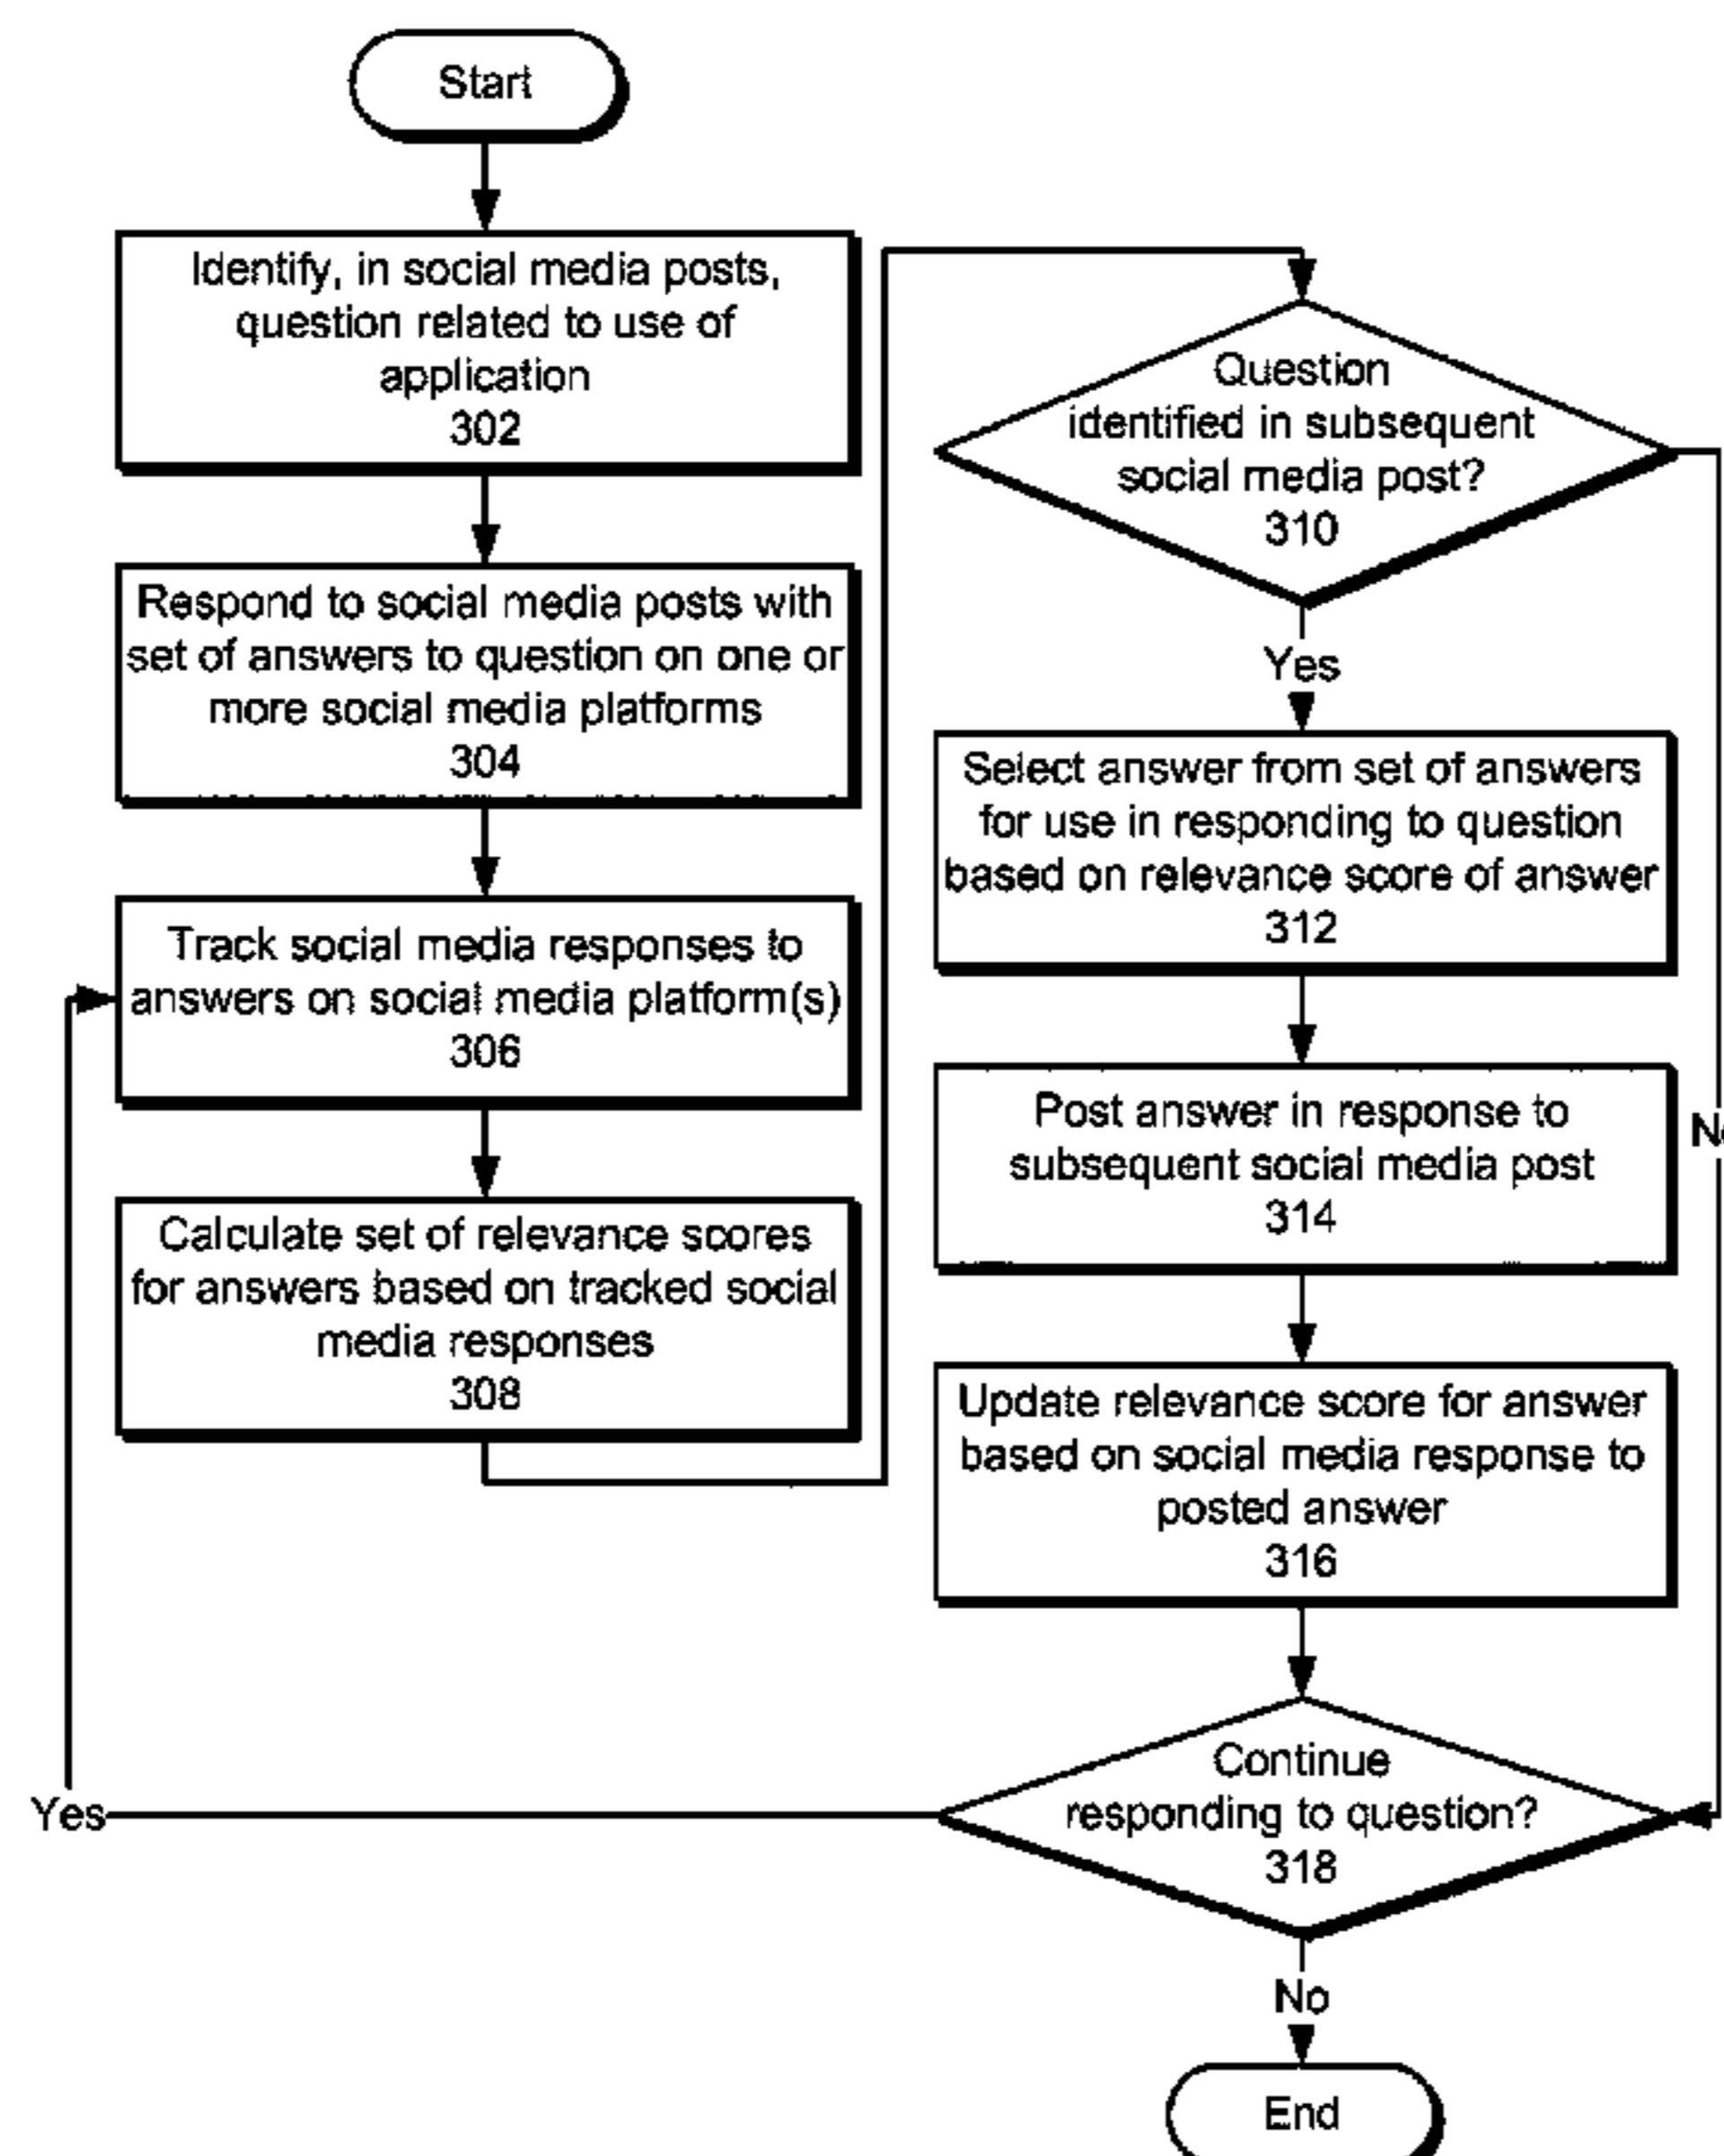 Start
Identify, in social media posts,
question related to use of
application
302
Respond to social media posts with
set of answers to question on one or
more social media platforms
304
Track social media responses to
answers on social media platform(s)
306
Calculate set of relevance scores
for answers based on tracked social
media responses
308
Question
identified in subsequent
social media post?
310
Yes
Select answer from set of answers
for use in responding to question
based on relevance score of answer
312
Post answer in response to
subsequent social media post
314
Update relevance score for answer
based on social media response to
posted answer
316
Continue
responding to question?
318
Yes
No
End